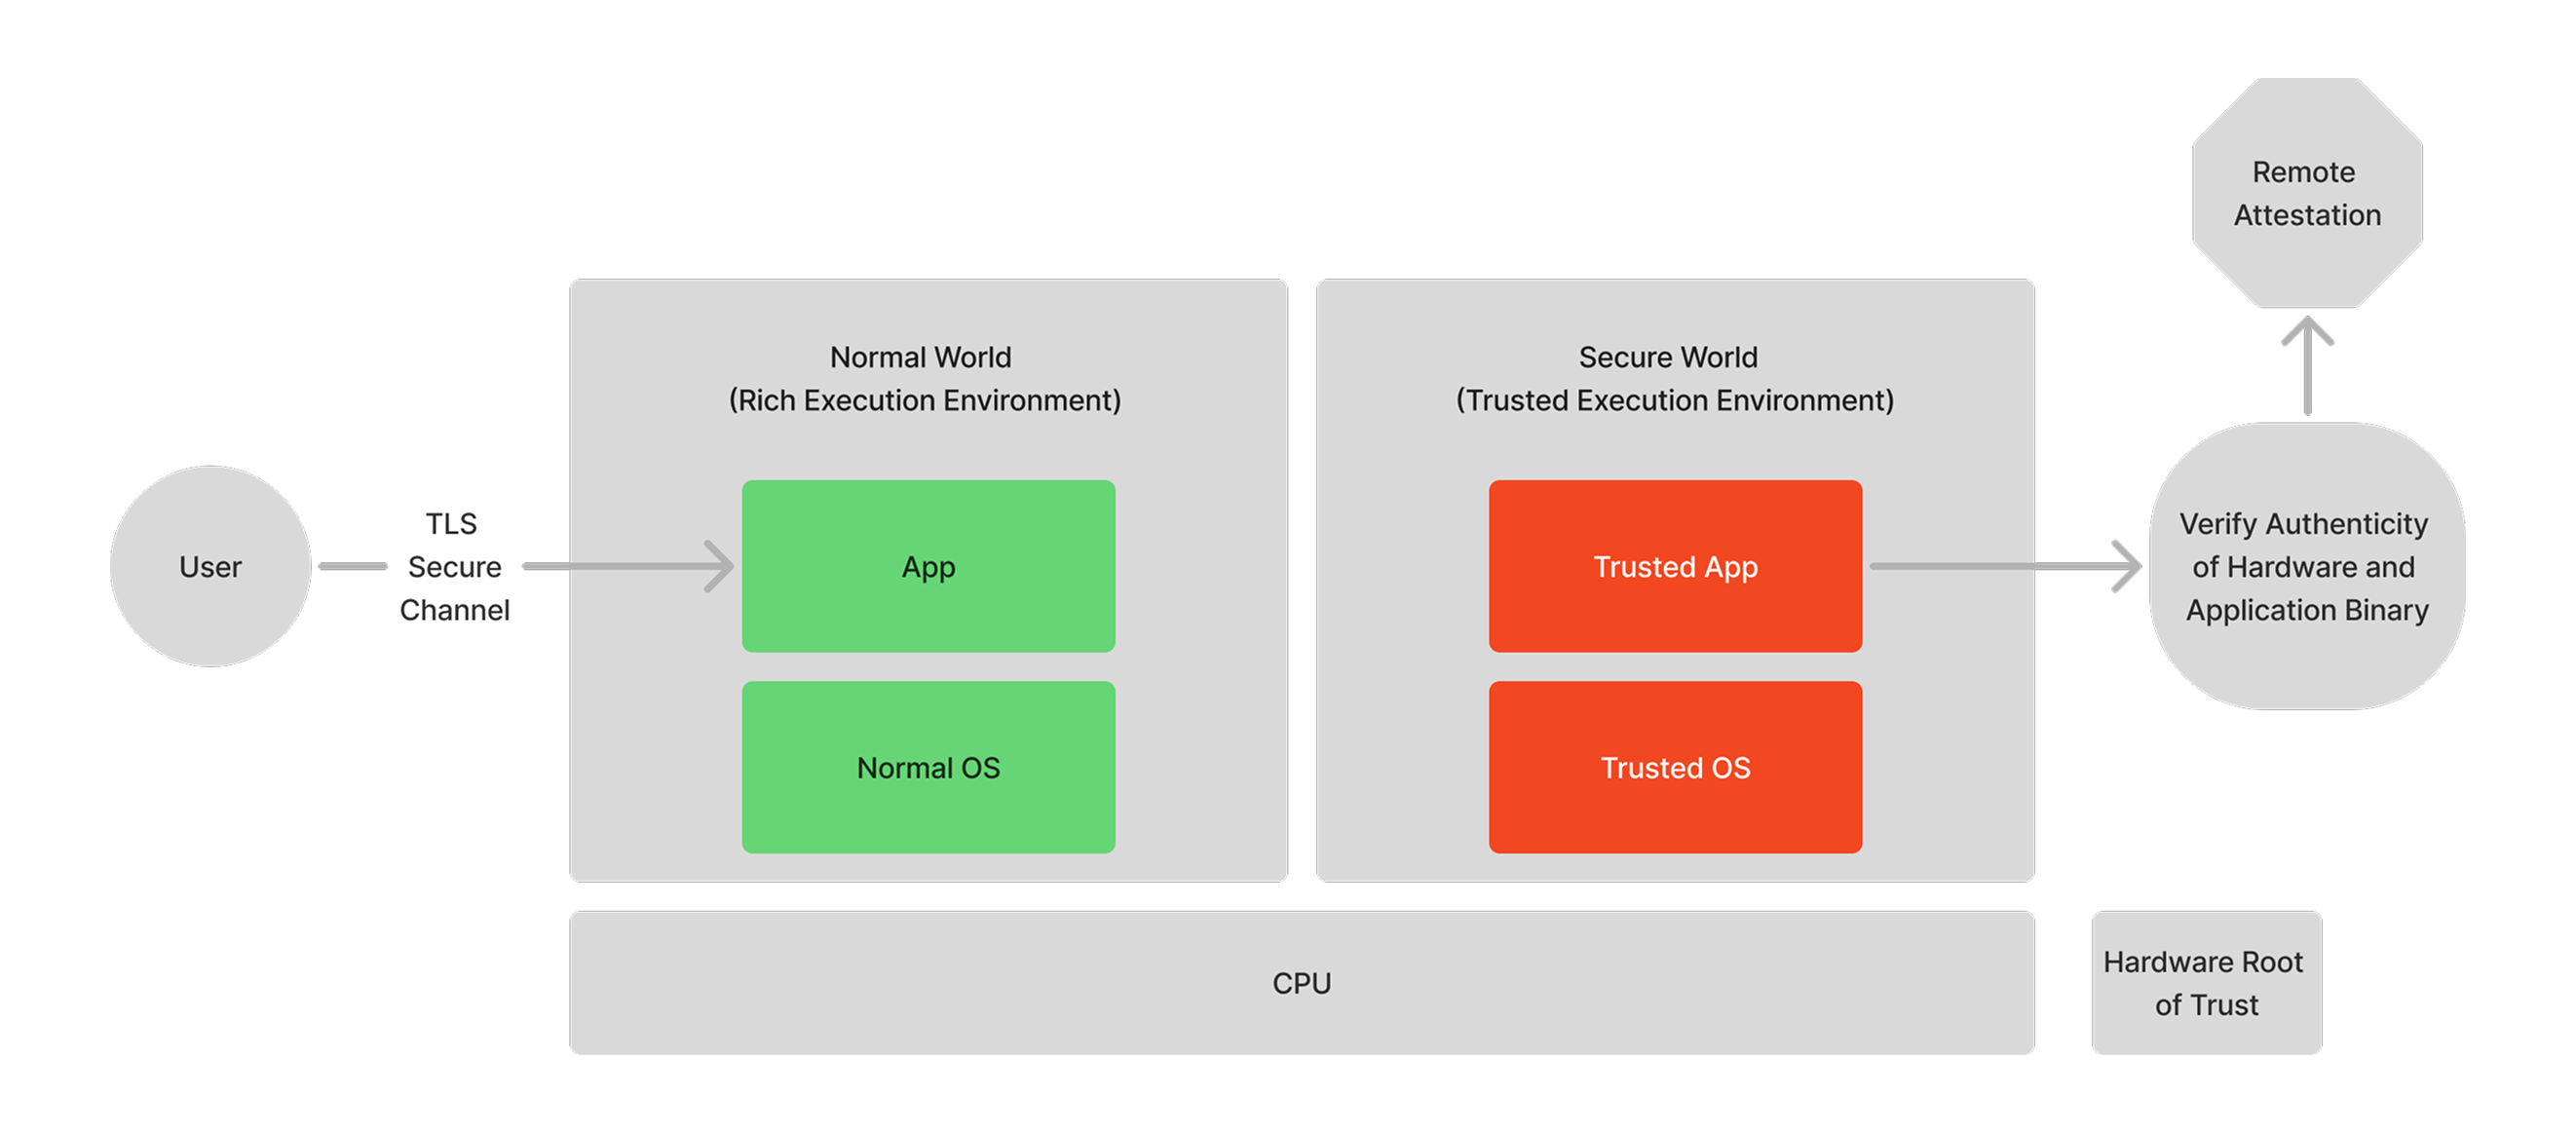 Remote
Attestation
Normal World
(Rich Execution Environment)
Secure World
(Trusted Execution Environment)
User
TLS
Secure
Channel
App
Trusted App
Verify Authenticity
of Hardware and
Application Binary
Normal OS
Trusted OS
CPU
Hardware Root
of Trust